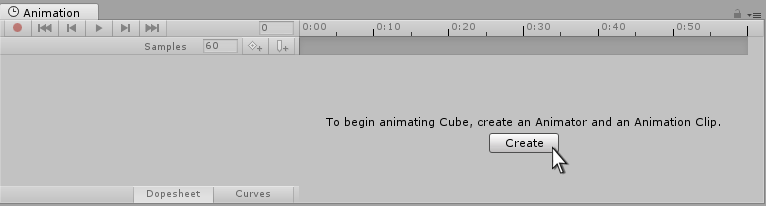 Animation
0 0:00 0:10 0:20 0:30 0:40 0:50
Samples 60
To begin animating Cube, create an Animator and an Animation Clip.
Create
Dopesheet Curves